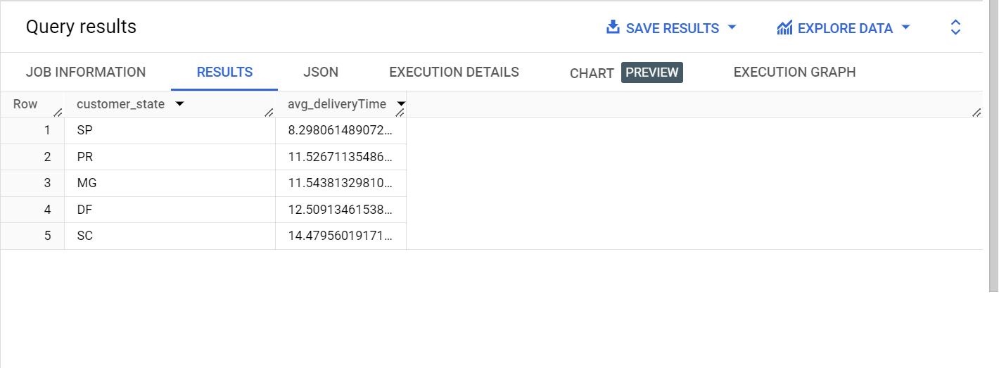 Query results SAVE RESULTS EXPLORE DATA
JOB INFORMATION RESULTS JSON EXECUTION DETAILS CHART PREVIEW EXECUTION GRAPH
Row customer_state avg_deliveryTime
1 SP 8.298061489072...
2 PR 11.52671135486...
3 MG 11.54381329810...
4 DF 12.50913461538...
5 SC 14.47956019171...